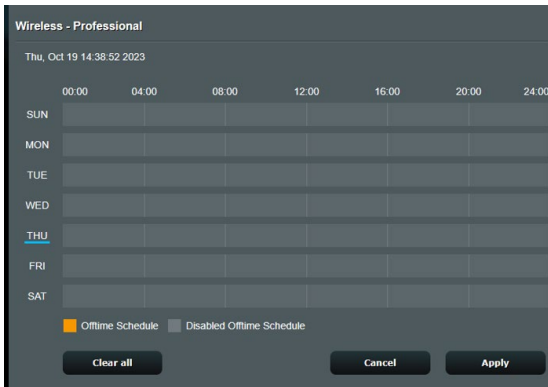 Wireless - Professional
Thu, Oct 19 14:38:52 2023
00:00 04:00 08:00 12:00 16:00 20:00 24:00
SUN
MON
TUE
WED
THU
FRI
SAT
Offtime Schedule Disabled Offtime Schedule
Clear all Cancel Apply